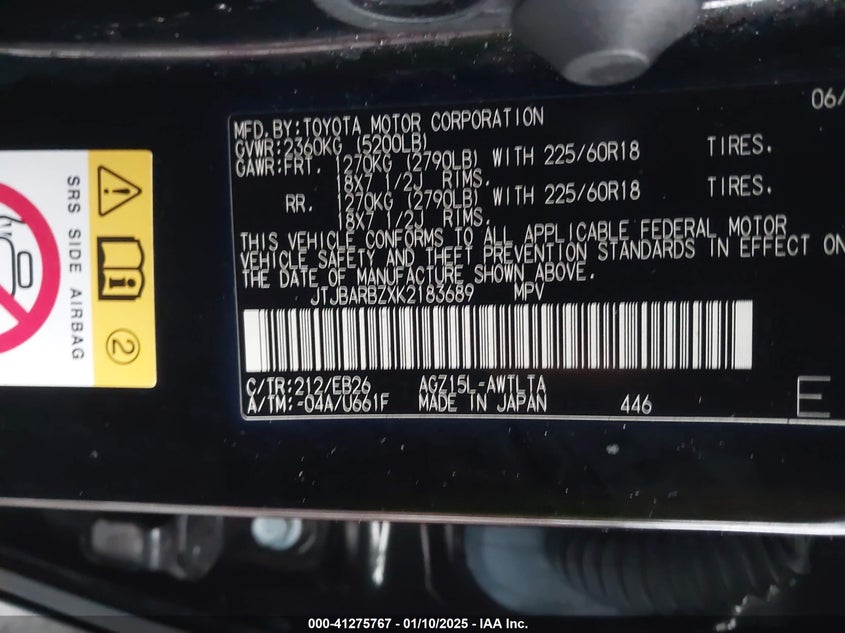 06/
MFD.BY:TOYOTA MOTOR CORPORATION
GVWR:2360KG (5200LB)
GAWR:FRT. 1270KG (2790LB) WITH 225/60R18 TIRES.
18X7 1/2J RIMS.
RR. 1270KG (2790LB) WITH 225/60R18 TIRES.
18X7 1/2J RIMS.
THIS VEHICLE CONFORMS TO ALL APPLICABLE FEDERAL MOTOR
VEHICLE SAFETY AND THEFT PREVENTION STANDARDS IN EFFECT ON
THE DATE OF MANUFACTURE SHOWN ABOVE.
JTJBARBZXK2183689 MPV
C/TR:212/EB26 AGZ15L-AWTLTA
A/TM:-04A/U661F MADE IN JAPAN 446 E
SRS SIDE AIRBAG
2
000-41275767 - 01/10/2025 - IAA Inc.